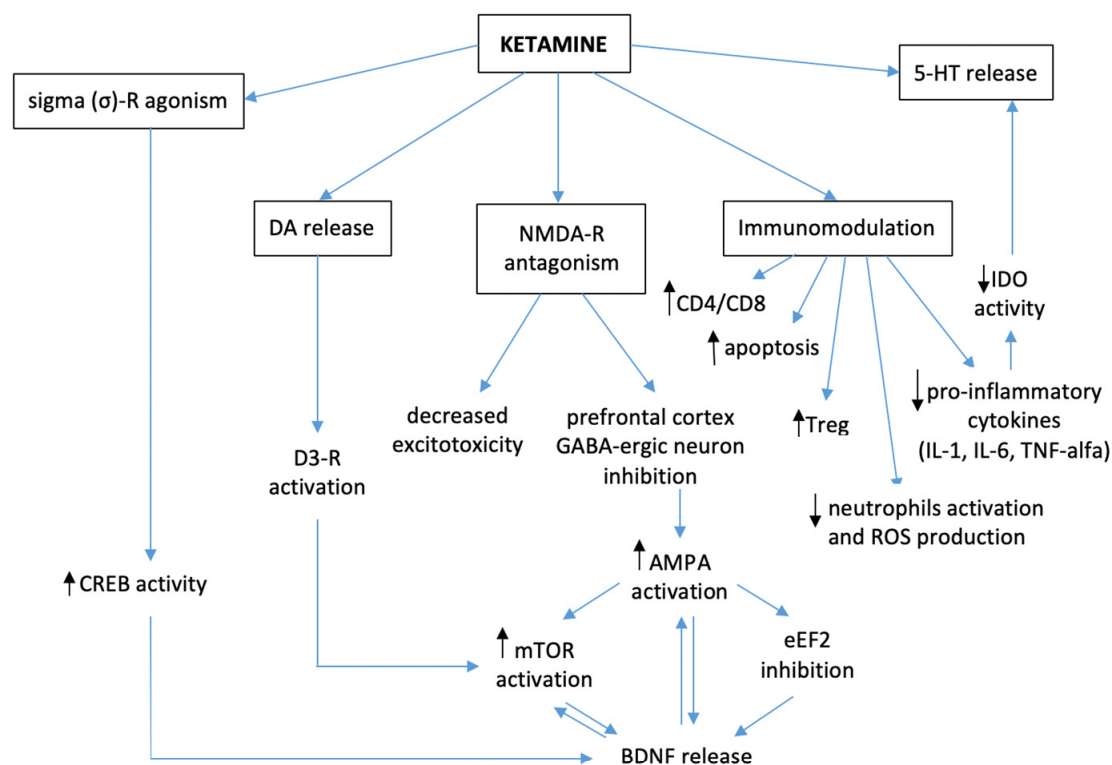 KETAMINE
sigma (σ)-R agonism
5-HT release
DA release
NMDA-R
antagonism
Immunomodulation
CD4/CD8
apoptosis
Treg
IDO
activity
pro-inflammatory
cytokines
(IL-1, IL-6, TNF-alfa)
neutrophils activation
and ROS production
decreased
excitotoxicity
prefrontal cortex
GABA-ergic neuron
inhibition
D3-R
activation
AMPA
activation
CREB activity
mTOR
activation
eEF2
inhibition
BDNF release